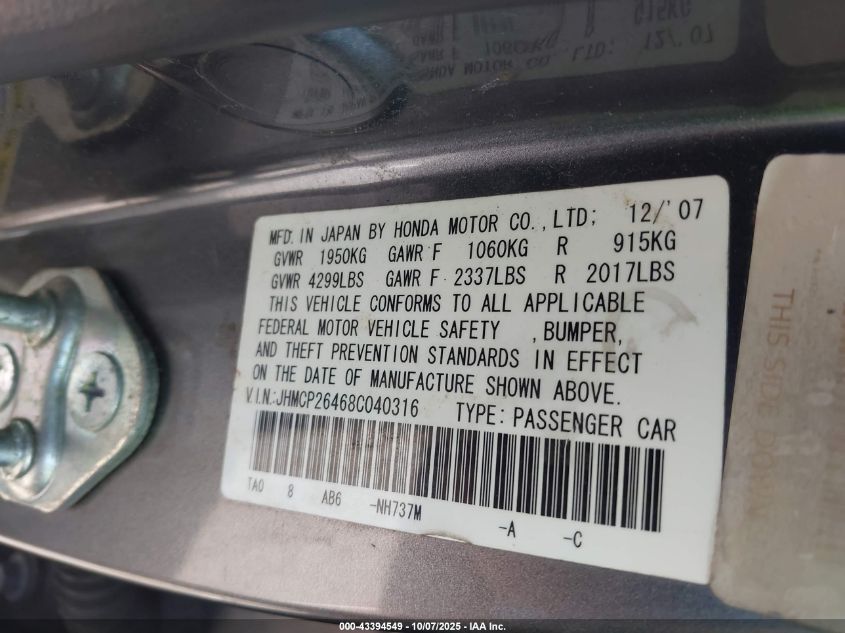 MFD. IN JAPAN BY HONDA MOTOR CO., LTD; 12/'07
GVWR 1950KG GAWR F 1060KG R 915KG
GVWR 4299LBS GAWR F 2337LBS R 2017LBS
THIS VEHICLE CONFORMS TO ALL APPLICABLE
FEDERAL MOTOR VEHICLE SAFETY , BUMPER,
AND THEFT PREVENTION STANDARDS IN EFFECT
ON THE DATE OF MANUFACTURE SHOWN ABOVE.
V.I.N:JHMCP26468C040316 TYPE: PASSENGER CAR
TA0 8 AB6 -NH737M -A -C
THIS SIDE
000-43394549 - 10/07/2025 - IAA Inc.